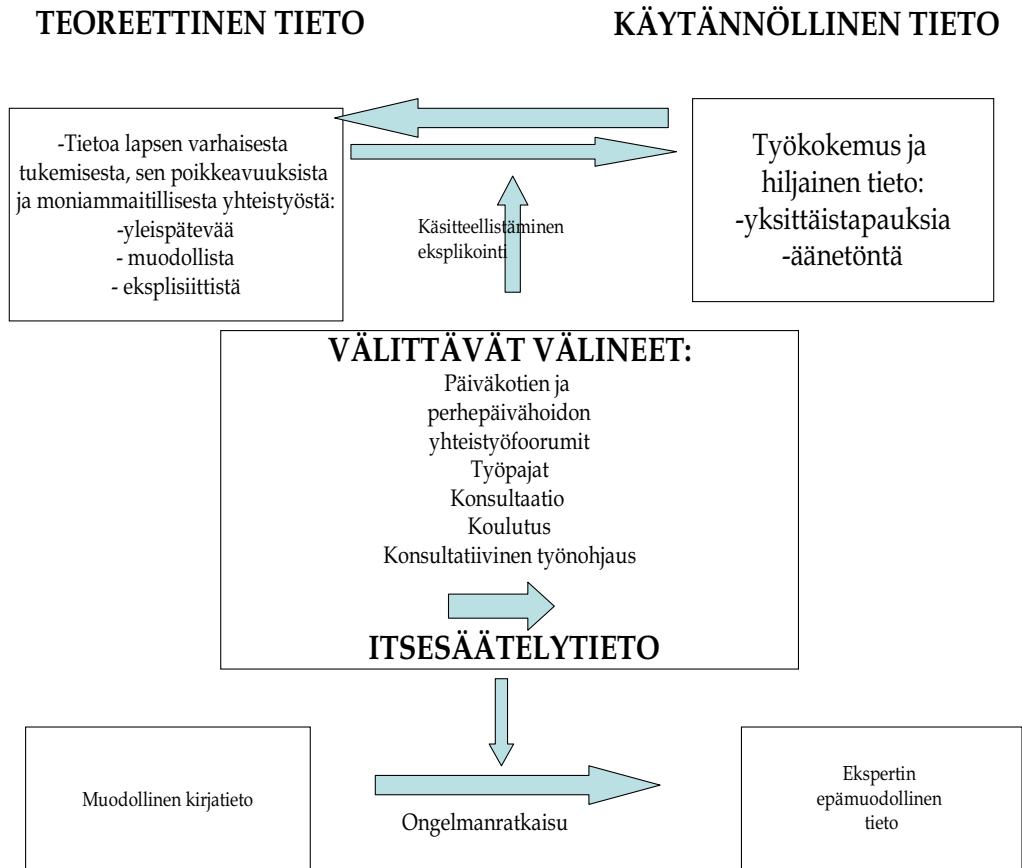 TEOREETTINEN TIETO
KÄYTÄNNÖLLINEN TIETO
-Tietoa lapsen varhaisesta
tukemisesta, sen poikkeavuuksista
ja moniammaitillisesta yhteistyöstä:
-yleispätevää
- muodollista
- eksplisiittistä
Käsitteellistäminen
eksplikointi
Työkokemus ja
hiljainen tieto:
-yksittäistapauksia
-äänetöntä
VÄLITTÄVÄT VÄLINEET:
Päiväkotien ja
perhepäivähoidon
yhteistyöfoorumit
Työpajat
Konsultaatio
Koulutus
Konsultatiivinen työnohjaus
ITSESÄÄTELYTIETO
Muodollinen kirjatieto
Ongelmanratkaisu
Ekspertin
epämuodollinen
tieto